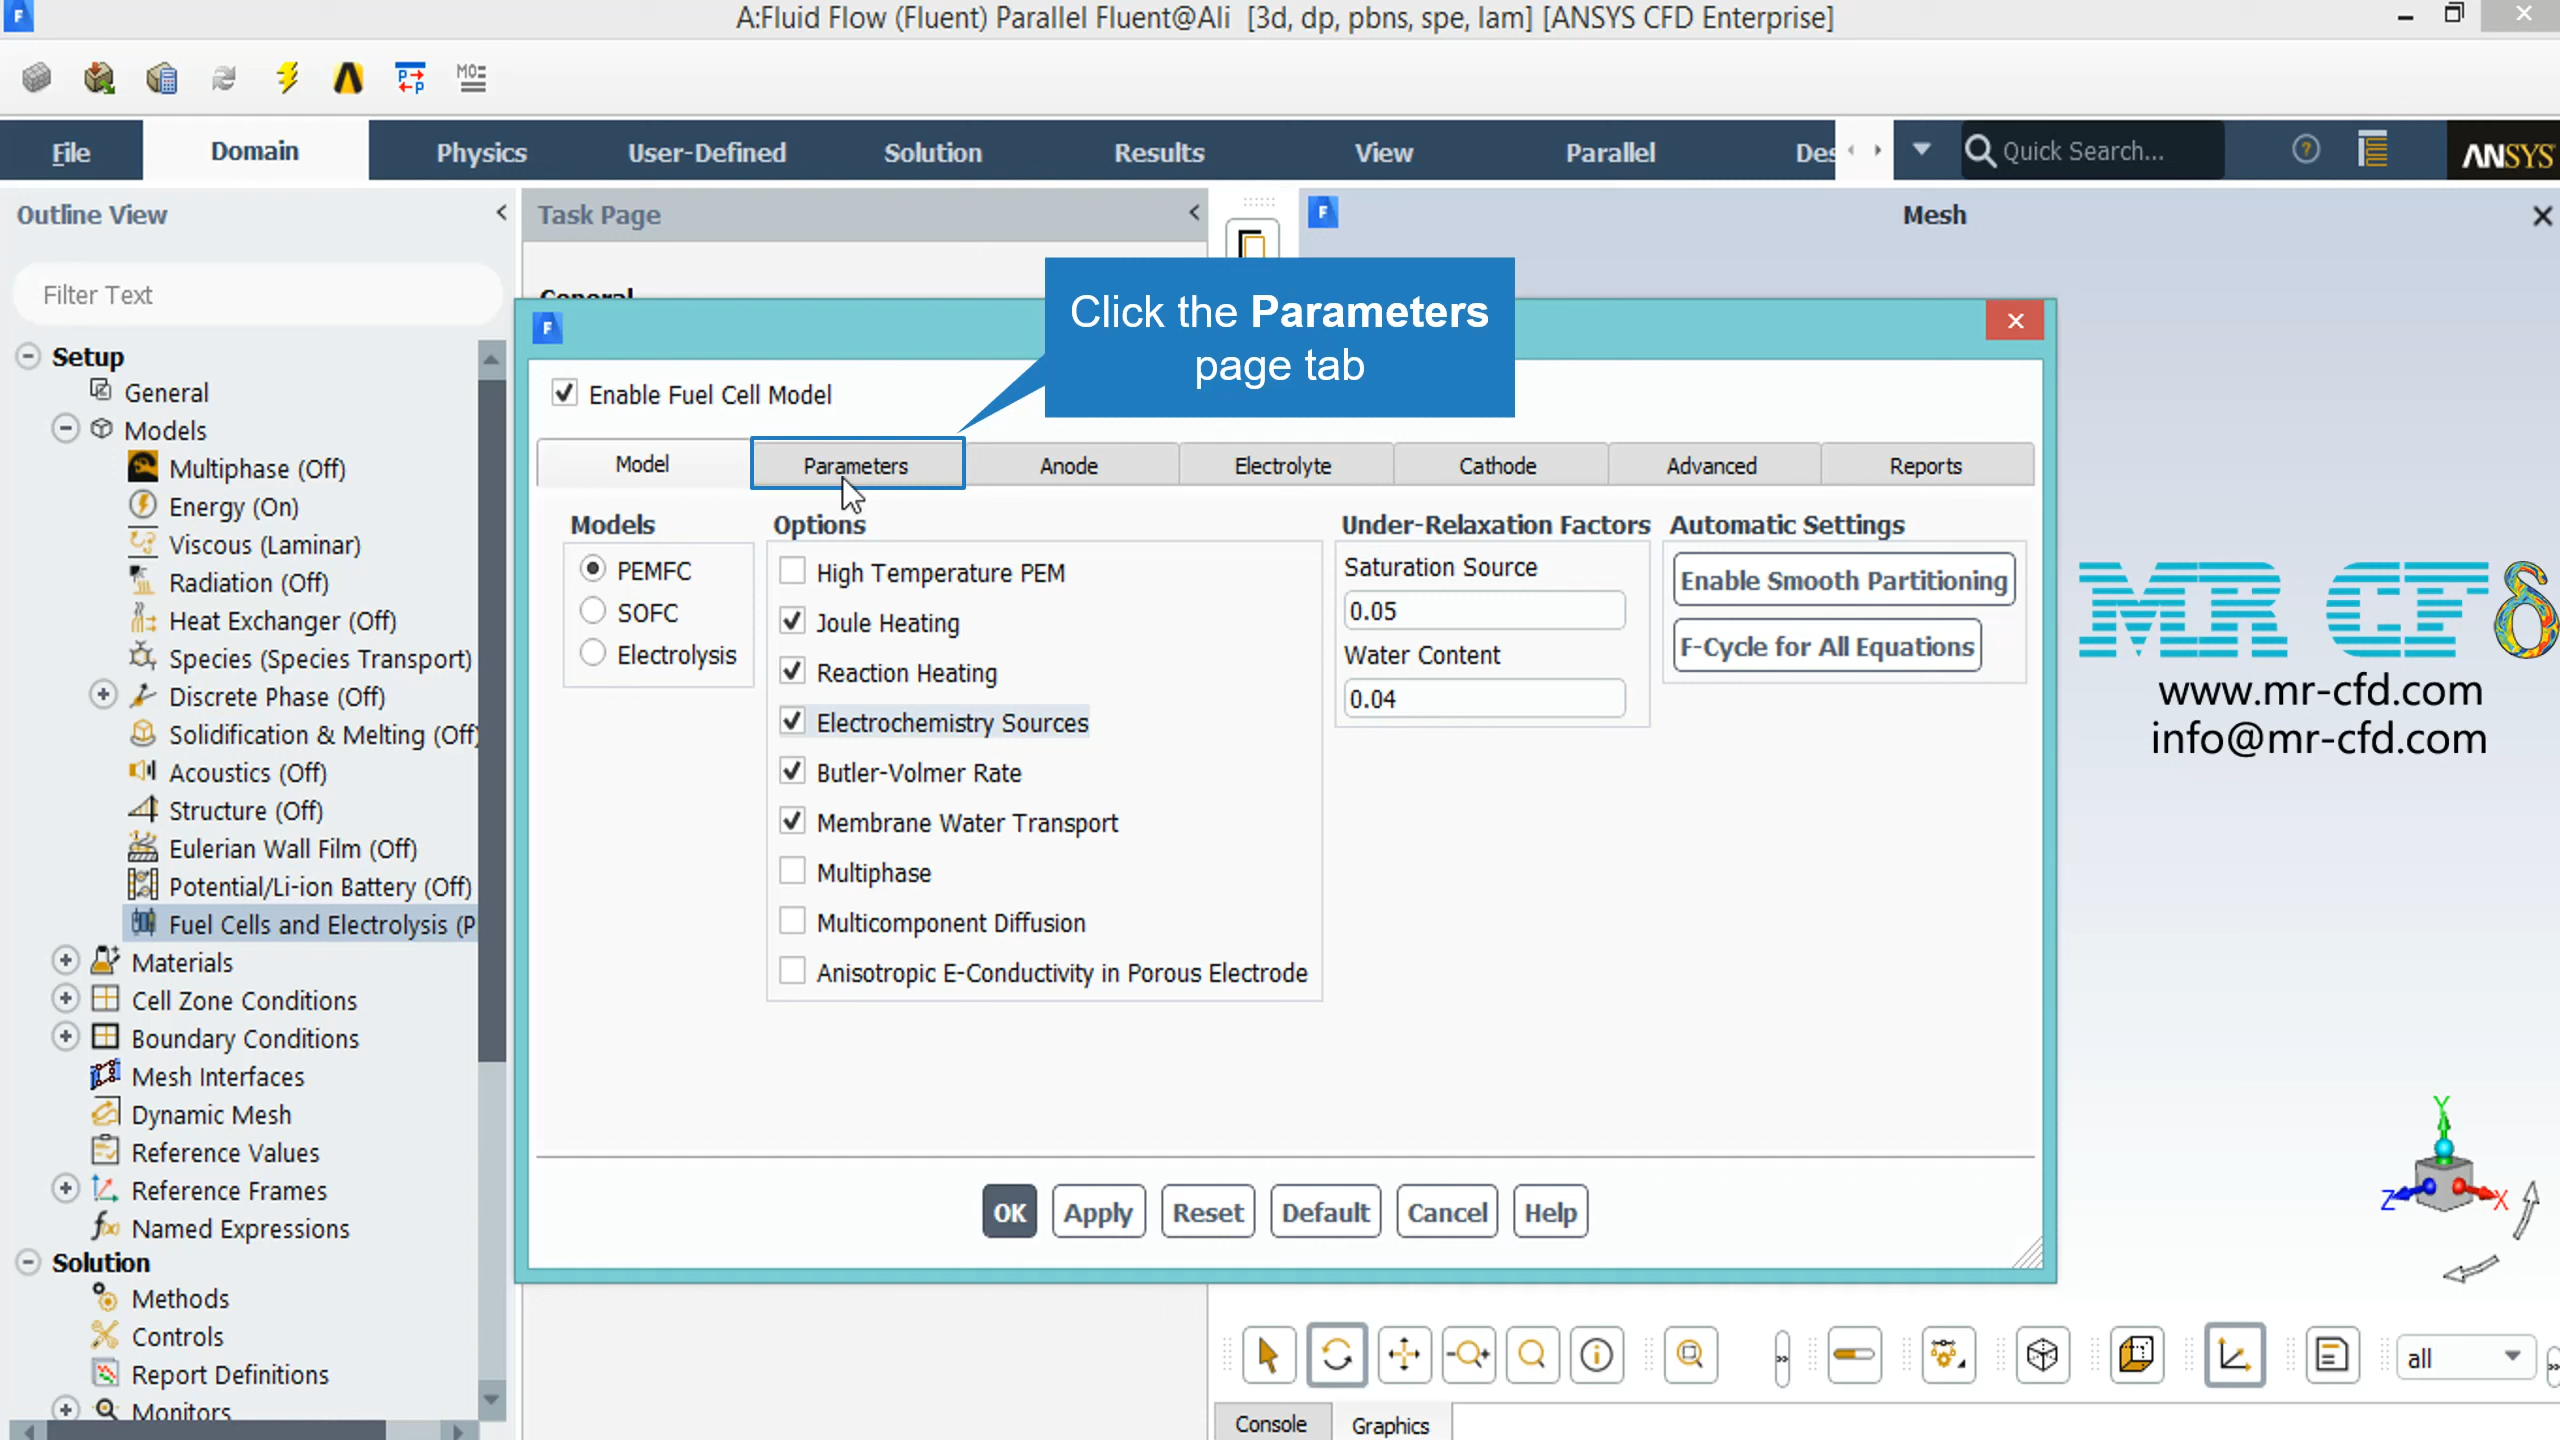 A:Fluid Flow (Fluent) Parallel Fluent@Ali [3d, dp, pbns, spe, lam] [ANSYS CFD Enterprise]
File Domain Physics User-Defined Solution Results View Parallel Des Quick Search... ANSYS
Outline View
Filter Text
Setup
General
Models
Multiphase (Off)
Energy (On)
Viscous (Laminar)
Radiation (Off)
Heat Exchanger (Off)
Species (Species Transport)
Discrete Phase (Off)
Solidification & Melting (Off)
Acoustics (Off)
Structure (Off)
Eulerian Wall Film (Off)
Potential/Li-ion Battery (Off)
Fuel Cells and Electrolysis (P
Materials
Cell Zone Conditions
Boundary Conditions
Mesh Interfaces
Dynamic Mesh
Reference Values
Reference Frames
Named Expressions
Solution
Methods
Controls
Report Definitions
Monitors
Task Page
General
Mesh
Click the Parameters
page tab
Enable Fuel Cell Model
Model Parameters Anode Electrolyte Cathode Advanced Reports
Models
PEMFC
SOFC
Electrolysis
Options
High Temperature PEM
Joule Heating
Reaction Heating
Electrochemistry Sources
Butler-Volmer Rate
Membrane Water Transport
Multiphase
Multicomponent Diffusion
Anisotropic E-Conductivity in Porous Electrode
Under-Relaxation Factors
Saturation Source
0.05
Water Content
0.04
Automatic Settings
Enable Smooth Partitioning
F-Cycle for All Equations
OK Apply Reset Default Cancel Help
MR CFD
www.mr-cfd.com
info@mr-cfd.com
Y
Z X
all
Console Graphics